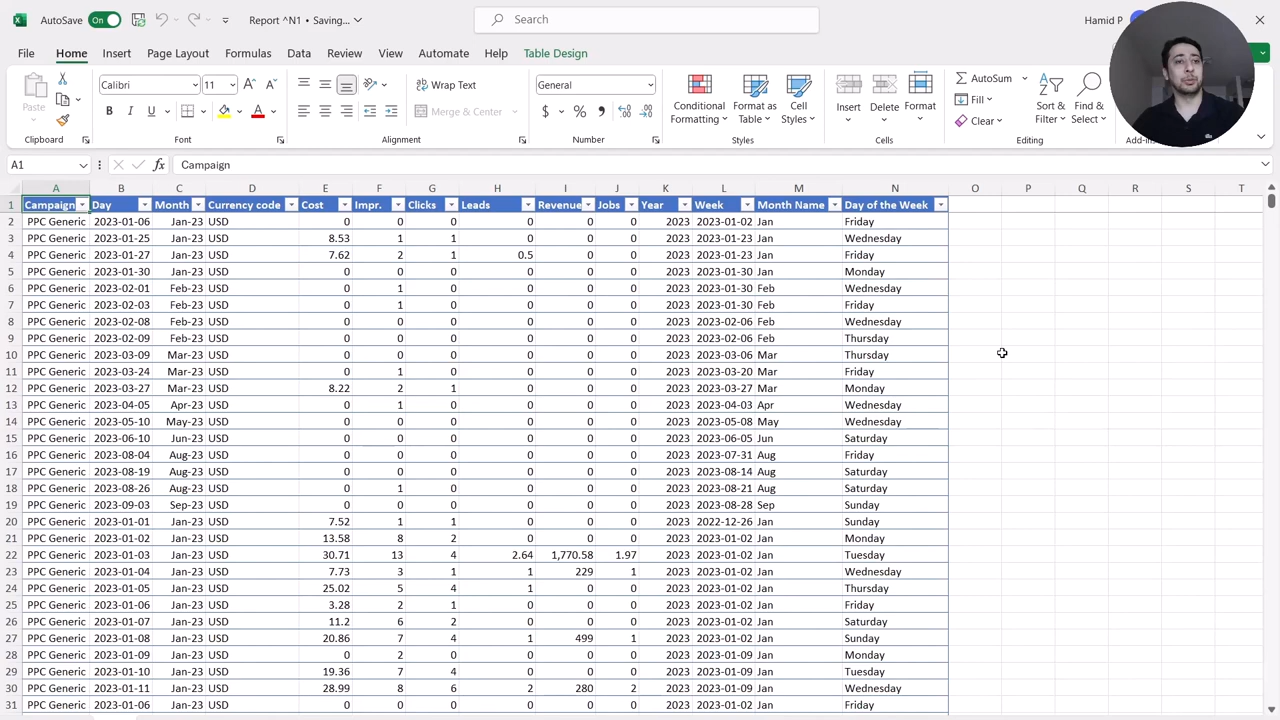 AutoSave On Report ^N1 • Saving... Search Hamid P
File Home Insert Page Layout Formulas Data Review View Automate Help Table Design
Paste Calibri 11 Wrap Text General Conditional Formatting Format as Table Cell Styles Insert Delete Format AutoSum Sort & Filter Find & Select
B I U Merge & Center $ % Fill
Clear
Clipboard Font Alignment Number Styles Cells Editing
A1 fx Campaign
A B C D E F G H I J K L M N O P Q R S T
1 Campaign Day Month Currency code Cost Impr. Clicks Leads Revenue Jobs Year Week Month Name Day of the Week
2 PPC Generic 2023-01-06 Jan-23 USD 0 0 0 0 0 0 2023 2023-01-02 Jan Friday
3 PPC Generic 2023-01-25 Jan-23 USD 8.53 1 1 0 0 0 2023 2023-01-23 Jan Wednesday
4 PPC Generic 2023-01-27 Jan-23 USD 7.62 2 1 0.5 0 0 2023 2023-01-23 Jan Friday
5 PPC Generic 2023-01-30 Jan-23 USD 0 0 0 0 0 0 2023 2023-01-30 Jan Monday
6 PPC Generic 2023-02-01 Feb-23 USD 0 1 0 0 0 0 2023 2023-01-30 Feb Wednesday
7 PPC Generic 2023-02-03 Feb-23 USD 0 1 0 0 0 0 2023 2023-01-30 Feb Friday
8 PPC Generic 2023-02-08 Feb-23 USD 0 0 0 0 0 0 2023 2023-02-06 Feb Wednesday
9 PPC Generic 2023-02-09 Feb-23 USD 0 0 0 0 0 0 2023 2023-02-06 Feb Thursday
10 PPC Generic 2023-03-09 Mar-23 USD 0 0 0 0 0 0 2023 2023-03-06 Mar Thursday
11 PPC Generic 2023-03-24 Mar-23 USD 0 1 0 0 0 0 2023 2023-03-20 Mar Friday
12 PPC Generic 2023-03-27 Mar-23 USD 8.22 2 1 0 0 0 2023 2023-03-27 Mar Monday
13 PPC Generic 2023-04-05 Apr-23 USD 0 1 0 0 0 0 2023 2023-04-03 Apr Wednesday
14 PPC Generic 2023-05-10 May-23 USD 0 0 0 0 0 0 2023 2023-05-08 May Wednesday
15 PPC Generic 2023-06-10 Jun-23 USD 0 0 0 0 0 0 2023 2023-06-05 Jun Saturday
16 PPC Generic 2023-08-04 Aug-23 USD 0 0 0 0 0 0 2023 2023-07-31 Aug Friday
17 PPC Generic 2023-08-19 Aug-23 USD 0 0 0 0 0 0 2023 2023-08-14 Aug Saturday
18 PPC Generic 2023-08-26 Aug-23 USD 0 1 0 0 0 0 2023 2023-08-21 Aug Saturday
19 PPC Generic 2023-09-03 Sep-23 USD 0 0 0 0 0 0 2023 2023-08-28 Sep Sunday
20 PPC Generic 2023-01-01 Jan-23 USD 7.52 1 1 0 0 0 2023 2022-12-26 Jan Sunday
21 PPC Generic 2023-01-02 Jan-23 USD 13.58 8 2 0 0 0 2023 2023-01-02 Jan Monday
22 PPC Generic 2023-01-03 Jan-23 USD 30.71 13 4 2.64 1,770.58 1.97 2023 2023-01-02 Jan Tuesday
23 PPC Generic 2023-01-04 Jan-23 USD 7.73 3 1 1 229 1 2023 2023-01-02 Jan Wednesday
24 PPC Generic 2023-01-05 Jan-23 USD 25.02 5 4 1 0 0 2023 2023-01-02 Jan Thursday
25 PPC Generic 2023-01-06 Jan-23 USD 3.28 2 1 0 0 0 2023 2023-01-02 Jan Friday
26 PPC Generic 2023-01-07 Jan-23 USD 11.2 6 2 0 0 0 2023 2023-01-02 Jan Saturday
27 PPC Generic 2023-01-08 Jan-23 USD 20.86 7 4 1 499 1 2023 2023-01-02 Jan Sunday
28 PPC Generic 2023-01-09 Jan-23 USD 0 2 0 0 0 0 2023 2023-01-09 Jan Monday
29 PPC Generic 2023-01-10 Jan-23 USD 19.36 7 4 0 0 0 2023 2023-01-09 Jan Tuesday
30 PPC Generic 2023-01-11 Jan-23 USD 28.99 8 6 2 280 2 2023 2023-01-09 Jan Wednesday
31 PPC Generic 2023-01-06 Jan-23 USD 0 0 0 0 0 0 2023 2023-01-02 Jan Friday